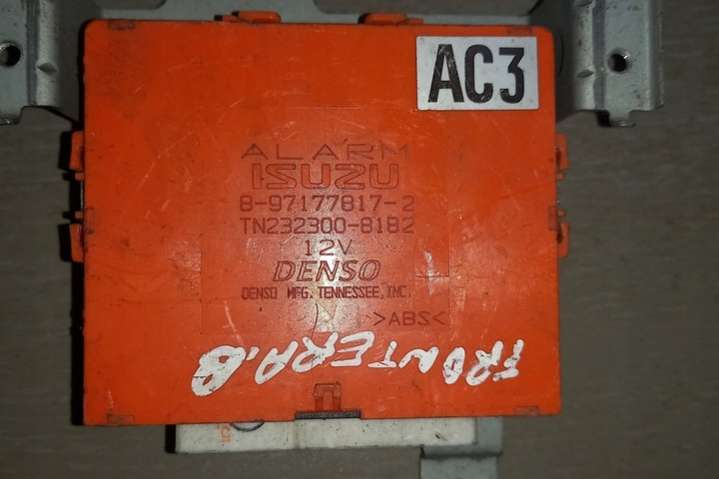 AC3
ALARM
ISUZU
8-97177817-2
TN232300-8182
12V
DENSO
DENSO MFG. TENNESSEE, INC.
>ABS<
FRONTERA.B